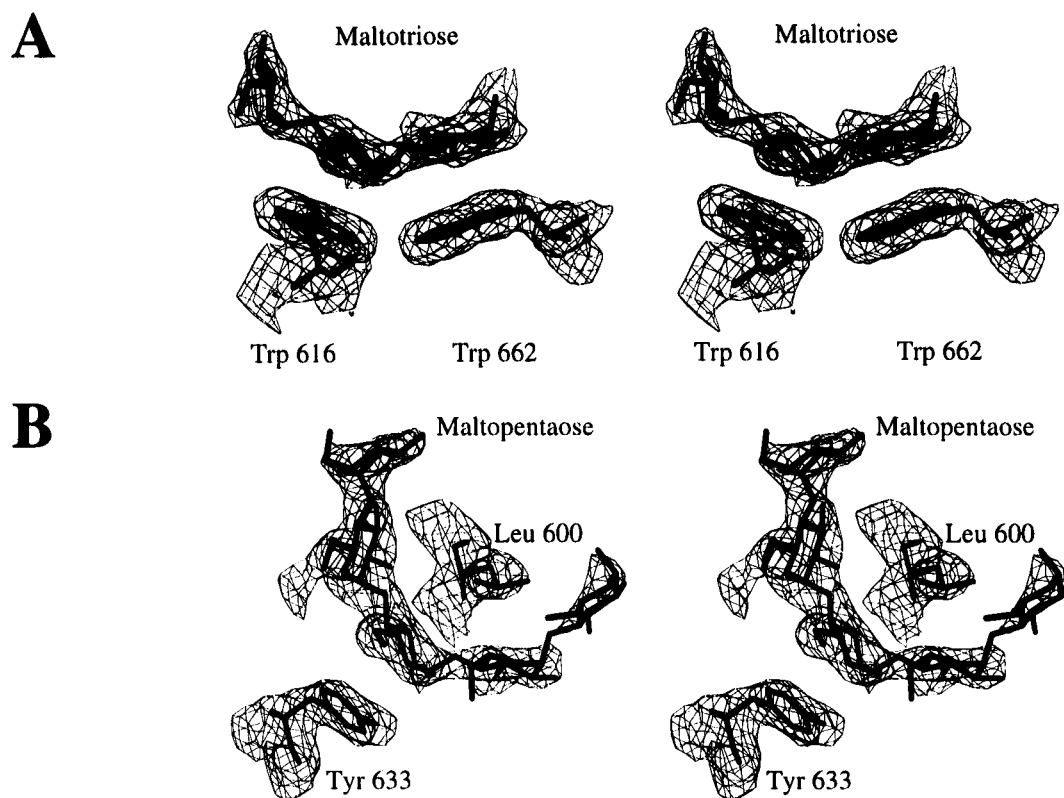 A
Maltotriose
Maltotriose
Trp 616
Trp 662
Trp 616
Trp 662
B
Maltopentaose
Maltopentaose
Leu 600
Leu 600
Tyr 633
Tyr 633